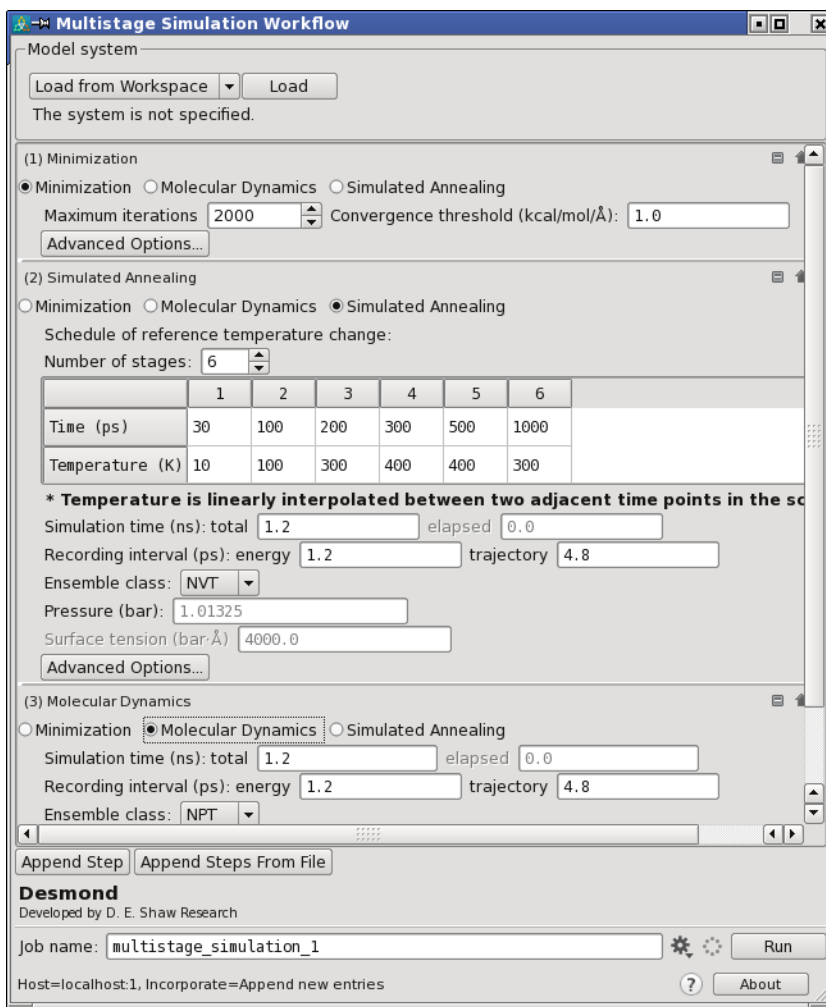 Multistage Simulation Workflow
Model system
Load from Workspace Load
The system is not specified.
(1) Minimization
Minimization Molecular Dynamics Simulated Annealing
Maximum iterations 2000 Convergence threshold (kcal/mol/Å): 1.0
Advanced Options...
(2) Simulated Annealing
Minimization Molecular Dynamics Simulated Annealing
Schedule of reference temperature change:
Number of stages: 6
1 2 3 4 5 6
Time (ps) 30 100 200 300 500 1000
Temperature (K) 10 100 300 400 400 300
* Temperature is linearly interpolated between two adjacent time points in the sc
Simulation time (ns): total 1.2 elapsed 0.0
Recording interval (ps): energy 1.2 trajectory 4.8
Ensemble class: NVT
Pressure (bar): 1.01325
Surface tension (bar·Å) 4000.0
Advanced Options...
(3) Molecular Dynamics
Minimization Molecular Dynamics Simulated Annealing
Simulation time (ns): total 1.2 elapsed 0.0
Recording interval (ps): energy 1.2 trajectory 4.8
Ensemble class: NPT
Append Step Append Steps From File
Desmond
Developed by D. E. Shaw Research
Job name: multistage_simulation_1 Run
Host=localhost:1, Incorporate=Append new entries ? About